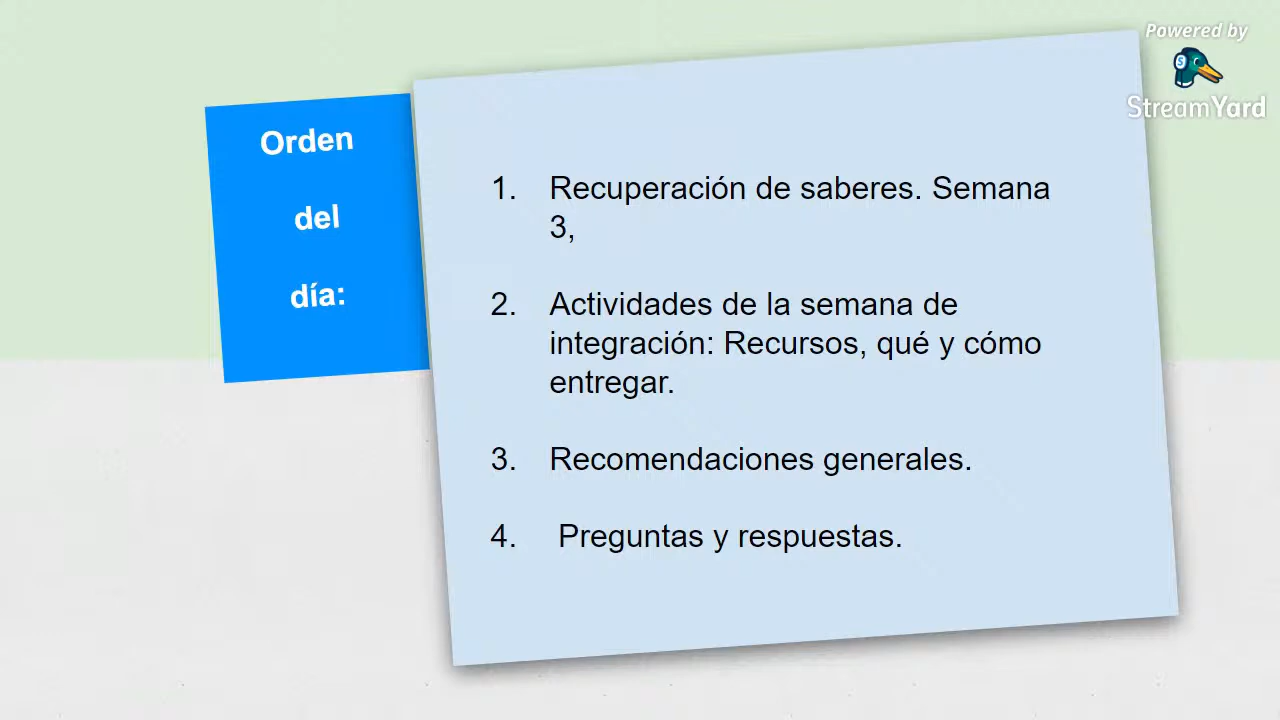 Powered by
StreamYard
Orden
del
día:
1. Recuperación de saberes. Semana
3,
2. Actividades de la semana de
integración: Recursos, qué y cómo
entregar.
3. Recomendaciones generales.
4. Preguntas y respuestas.